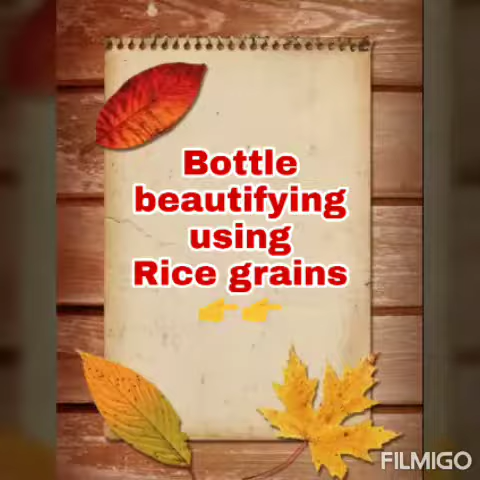 Bottle
beautifying
using
Rice grains
👉👉
FILMIGO